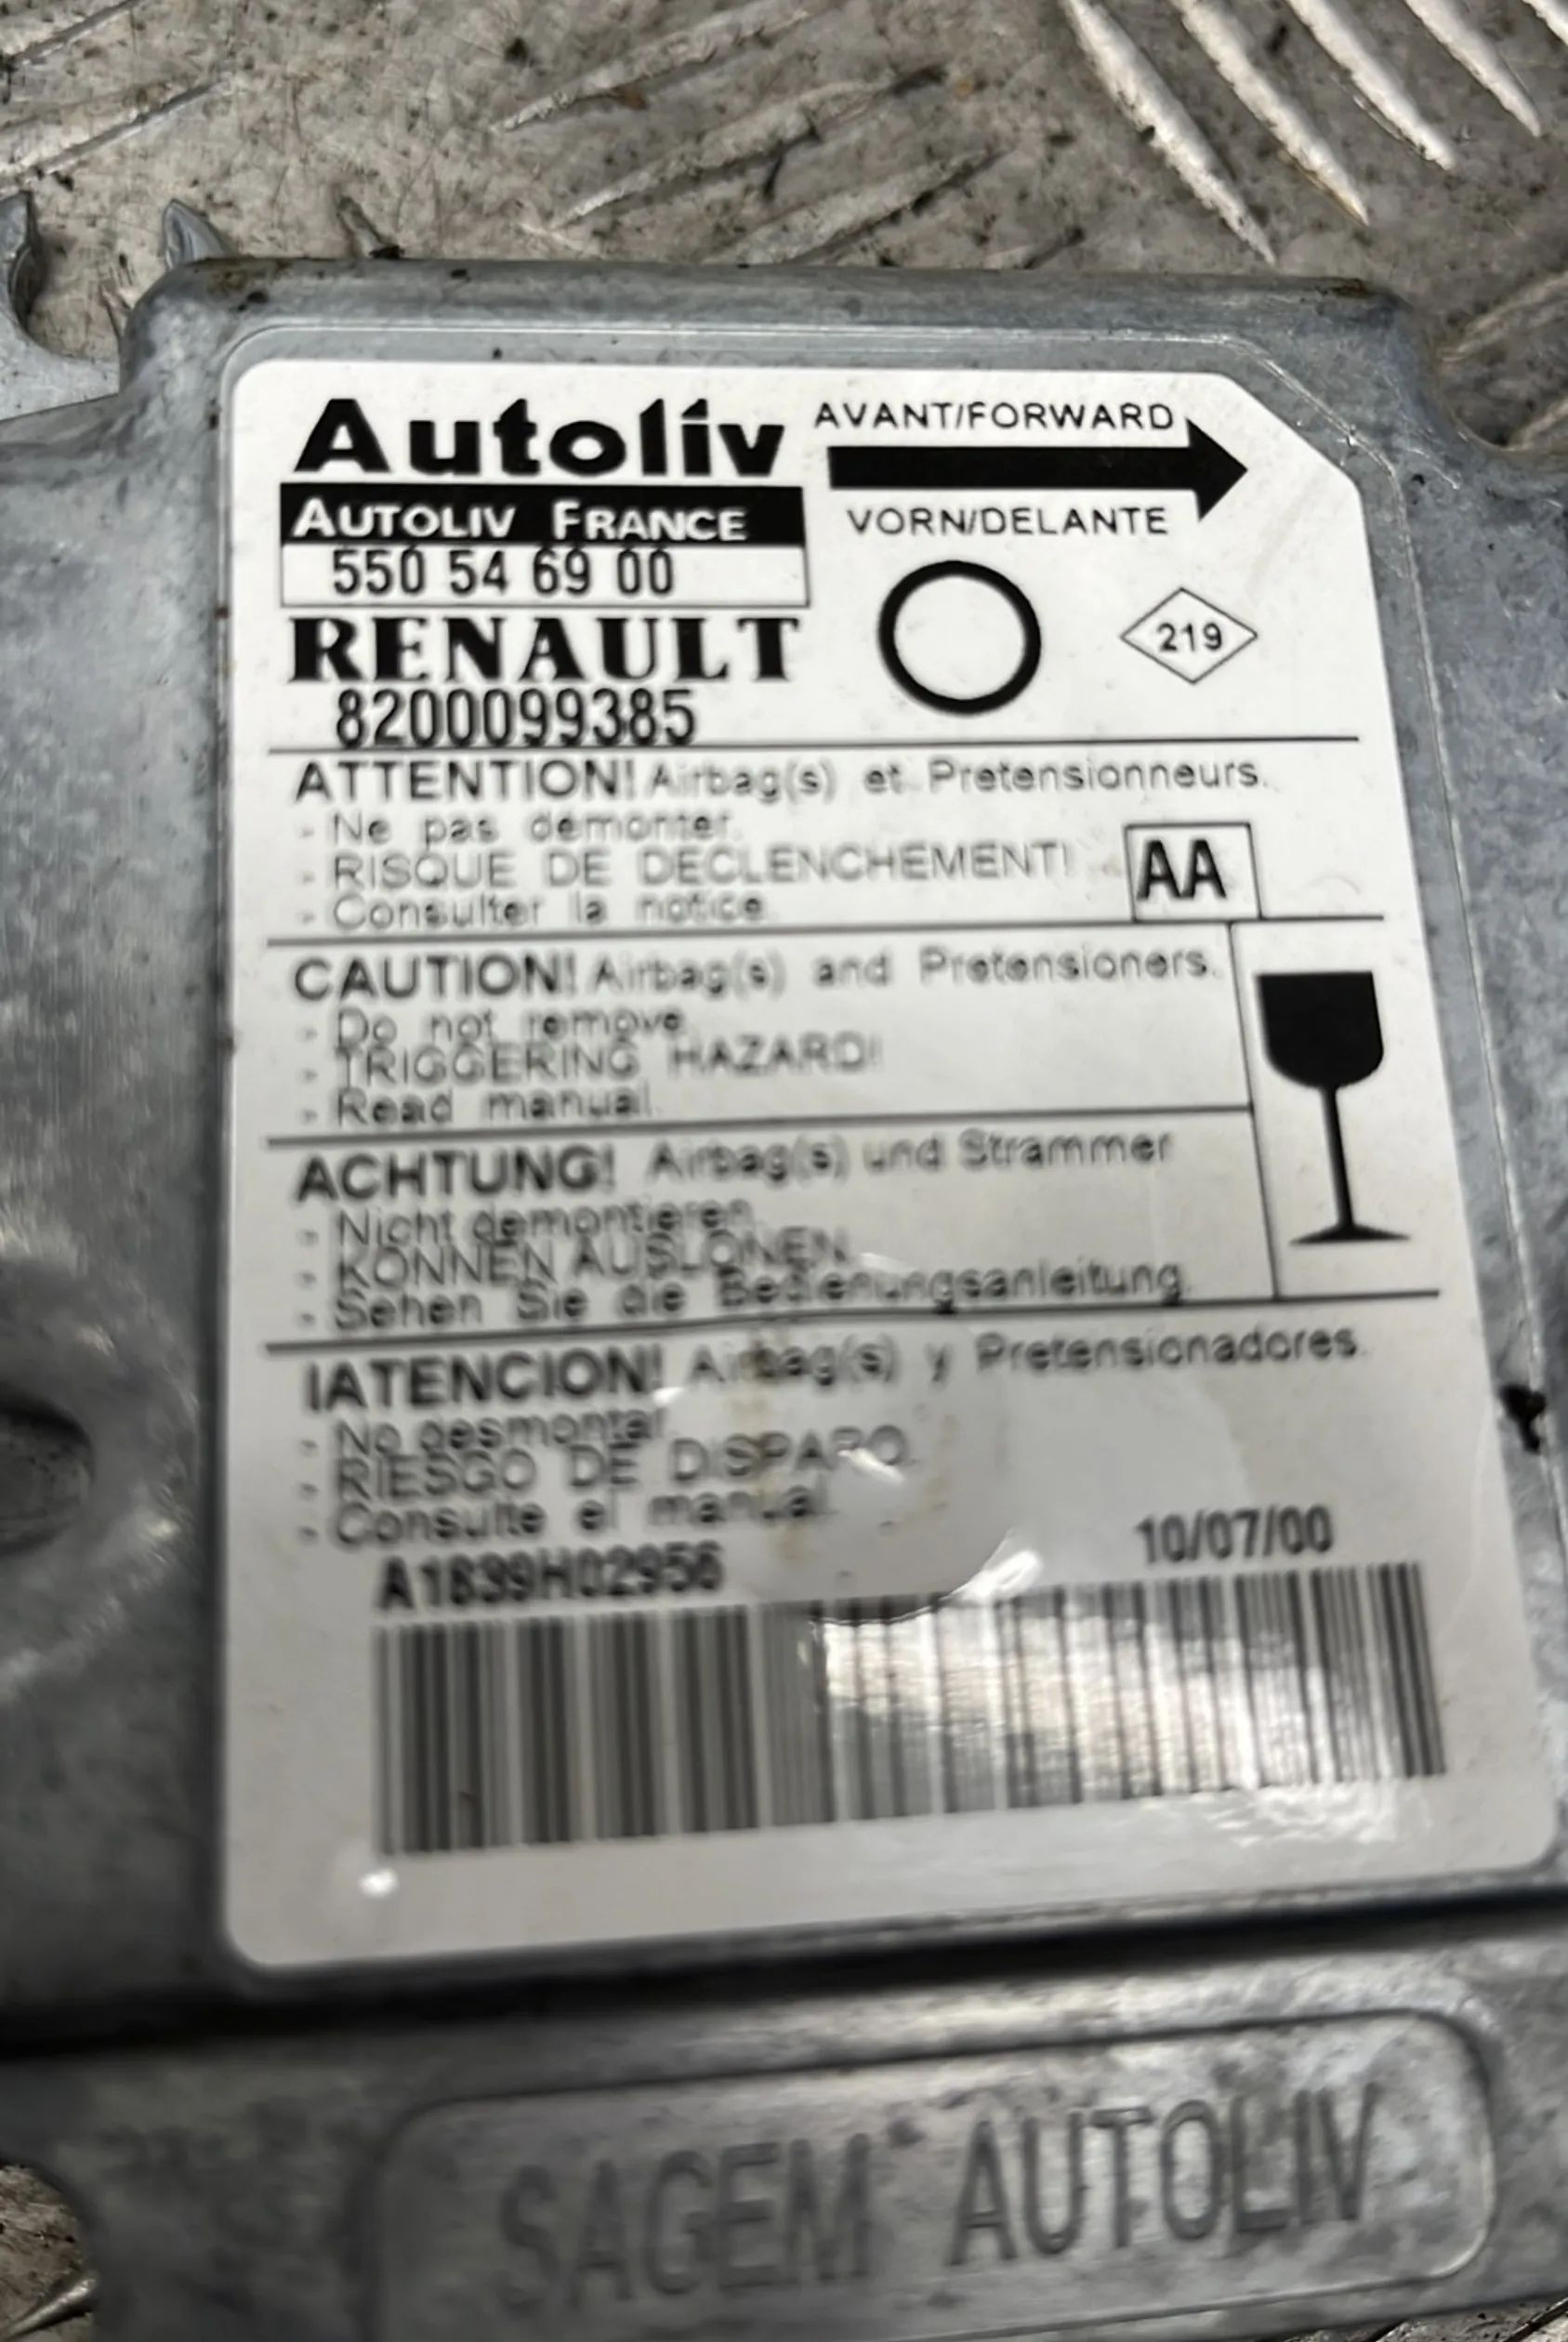 Autoliv
AVANT/FORWARD
AUTOLIV FRANCE
VORN/DELANTE
550 54 69 00
RENAULT
219
8200099385
ATTENTION! Airbag(s) et Pretensionneurs.
- Ne pas demonter.
- RISQUE DE DECLENCHEMENT!
AA
- Consulter la notice.
CAUTION! Airbag(s) and Pretensioners.
- Do not remove.
- TRIGGERING HAZARD!
- Read manual.
ACHTUNG! Airbag(s) und Strammer
- Nicht demontieren.
- KONNEN AUSLONEN.
- Sehen Sie die Bedienungsanleitung.
¡ATENCION! Airbag(s) y Pretensionadores.
- No desmontar.
- RIESGO DE DISPARO.
- Consulte el manual.
A1839H02956
10/07/00
SAGEM AUTOLIV